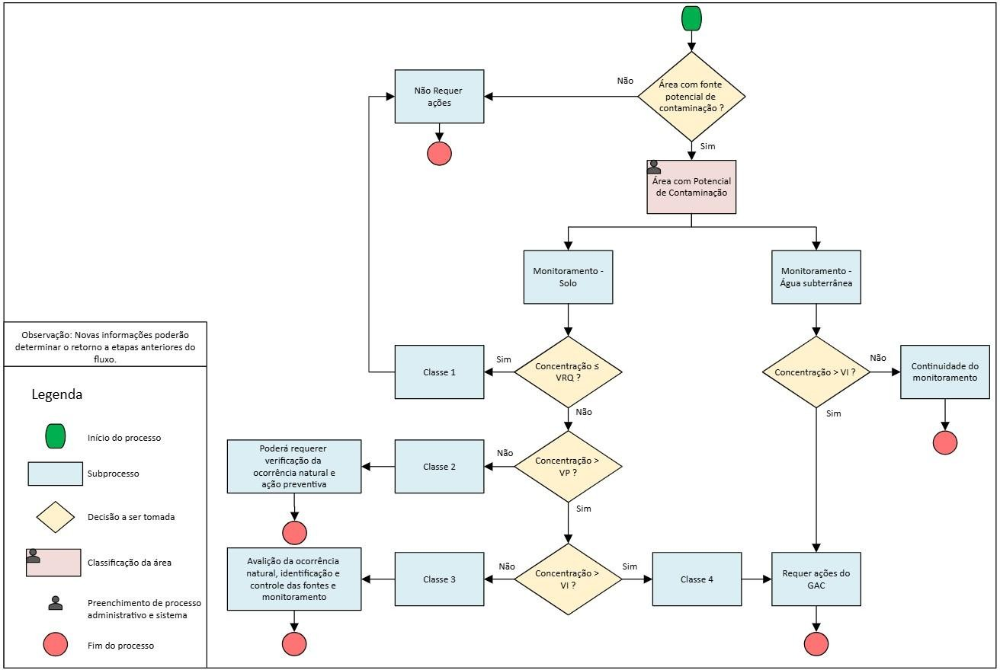 Área com fonte
potencial de
contaminação ?
Não
Não Requer
ações
Sim
Área com Potencial
de Contaminação
Monitoramento -
Solo
Monitoramento -
Água subterrânea
Concentração ≤
VRQ ?
Sim
Classe 1
Não
Concentração > VI ?
Não
Continuidade do
monitoramento
Sim
Concentração >
VP ?
Não
Classe 2
Poderá requerer
verificação da
ocorrência natural e
ação preventiva
Sim
Concentração >
VI ?
Não
Classe 3
Avalição da ocorrência
natural, identificação e
controle das fontes e
monitoramento
Sim
Classe 4
Requer ações do
GAC
Observação: Novas informações poderão
determinar o retorno a etapas anteriores do
fluxo.
Legenda
Início do processo
Subprocesso
Decisão a ser tomada
Classificação da área
Preenchimento de processo
administrativo e sistema
Fim do processo